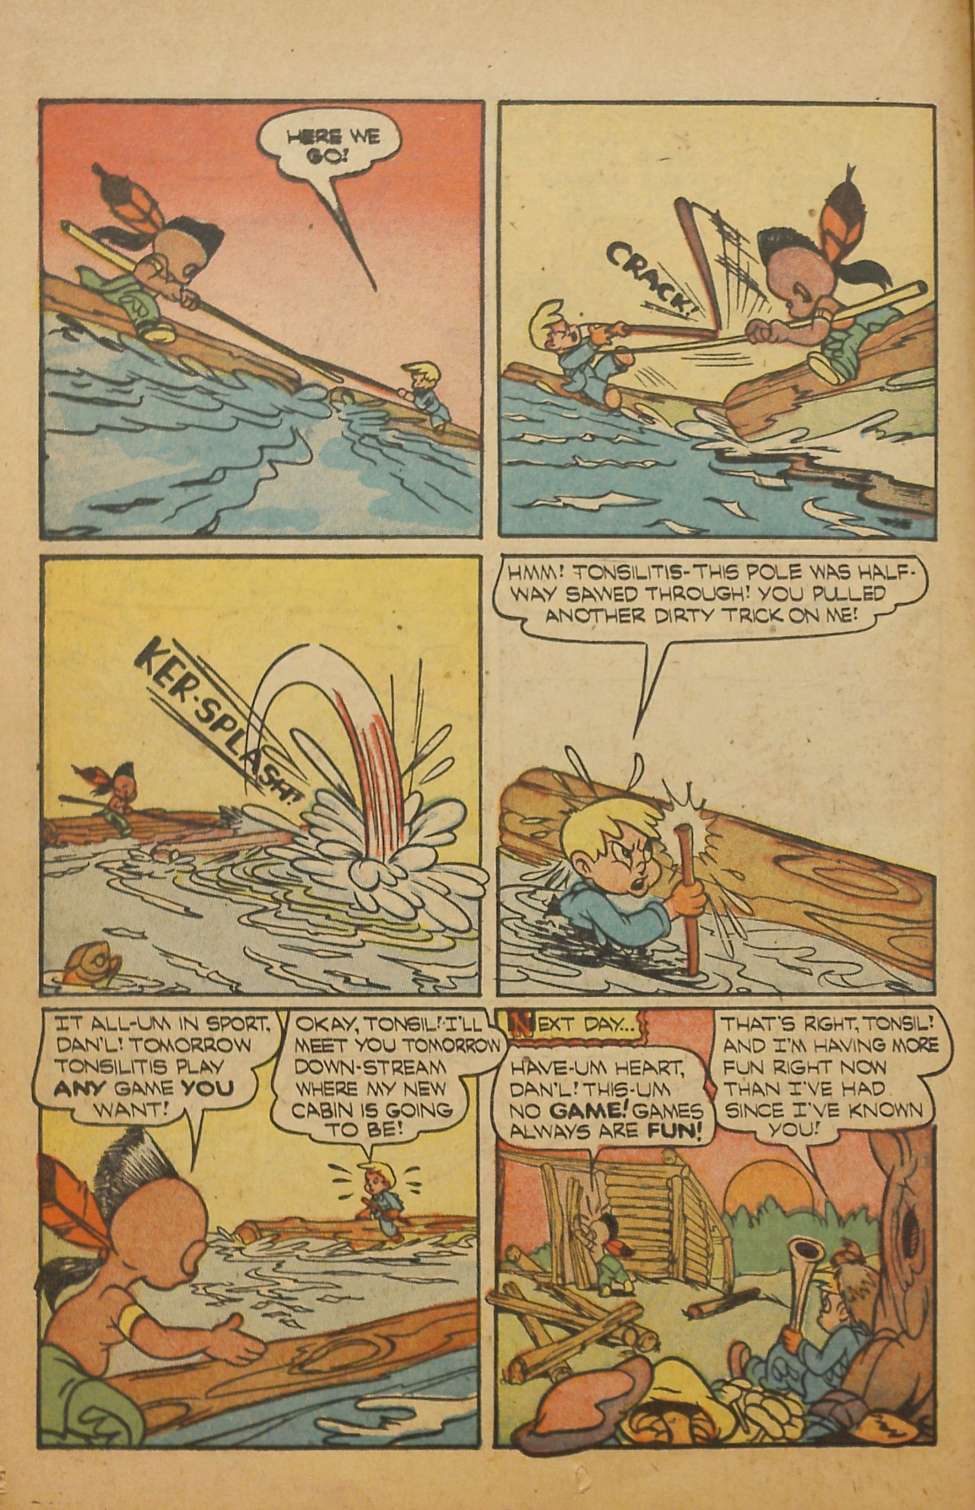 HERE WE
GO!
CRACK!
KER-SPLASH!!
HMM! TONSILITIS-THIS POLE WAS HALF-
WAY SAWED THROUGH! YOU PULLED
ANOTHER DIRTY TRICK ON ME!
IT ALL-UM IN SPORT,
DAN'L! TOMORROW
TONSILITIS PLAY
ANY GAME YOU
WANT!
OKAY, TONSIL! I'LL
MEET YOU TOMORROW
DOWN-STREAM
WHERE MY NEW
CABIN IS GOING
TO BE!
NEXT DAY...
HAVE-UM HEART,
DAN'L! THIS-UM
NO GAME! GAMES
ALWAYS ARE FUN!
THAT'S RIGHT, TONSIL!
AND I'M HAVING MORE
FUN RIGHT NOW
THAN I'VE HAD
SINCE I'VE KNOWN
YOU!